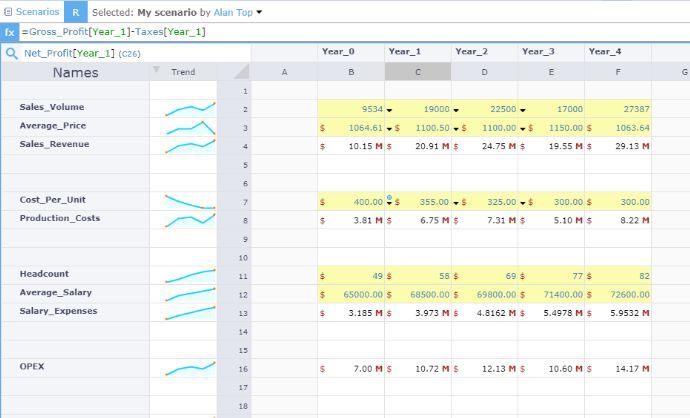 Scenarios R Selected: My scenario by Alan Top
fx =Gross_Profit[Year_1]-Taxes[Year_1]
Net_Profit[Year_1] (C26) Year_0 Year_1 Year_2 Year_3 Year_4
Names Trend A B C D E F G
1
Sales_Volume 2 9534 19000 22500 17000 27387
Average_Price 3 $ 1064.61 $ 1100.50 $ 1100.00 $ 1150.00 $ 1063.64
Sales_Revenue 4 $ 10.15 M $ 20.91 M $ 24.75 M $ 19.55 M $ 29.13 M
5
6
Cost_Per_Unit 7 $ 400.00 $ 355.00 $ 325.00 $ 300.00 $ 300.00
Production_Costs 8 $ 3.81 M $ 6.75 M $ 7.31 M $ 5.10 M $ 8.22 M
9
10
Headcount 11 $ 49 $ 58 $ 69 $ 77 $ 82
Average_Salary 12 $ 65000.00 $ 68500.00 $ 69800.00 $ 71400.00 $ 72600.00
Salary_Expenses 13 $ 3.185 M $ 3.973 M $ 4.8162 M $ 5.4978 M $ 5.9532 M
14
15
OPEX 16 $ 7.00 M $ 10.72 M $ 12.13 M $ 10.60 M $ 14.17 M
17
18